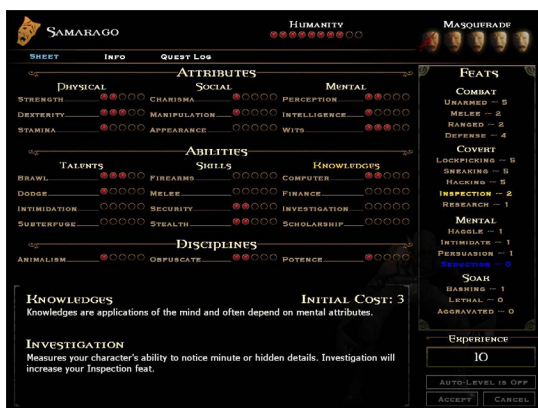 Samarago
Humanity
Masquerade
Sheet Info Quest Log
Attributes
Physical Social Mental
Strength Charisma Perception
Dexterity Manipulation Intelligence
Stamina Appearance Wits
Abilities
Talents Skills Knowledges
Brawl Firearms Computer
Dodge Melee Finance
Intimidation Security Investigation
Subterfuge Stealth Scholarship
Disciplines
Animalism Obfuscate Potence
Knowledges Initial Cost: 3
Knowledges are applications of the mind and often depend on mental attributes.
Investigation
Measures your character's ability to notice minute or hidden details. Investigation will
increase your Inspection feat.
Feats
Combat
Unarmed - 5
Melee - 2
Ranged - 2
Defense - 4
Covert
Lockpicking - 5
Sneaking - 5
Hacking - 5
Inspection - 2
Research - 1
Mental
Haggle - 1
Intimidate - 1
Persuasion - 1
Seduction - 0
Soak
Bashing - 1
Lethal - 0
Aggravated - 0
Experience
10
Auto-Level is Off
Accept Cancel